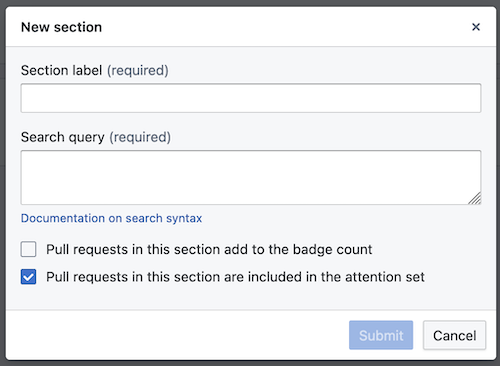 New section
Section label (required)
Search query (required)
Documentation on search syntax
Pull requests in this section add to the badge count
Pull requests in this section are included in the attention set
Submit Cancel